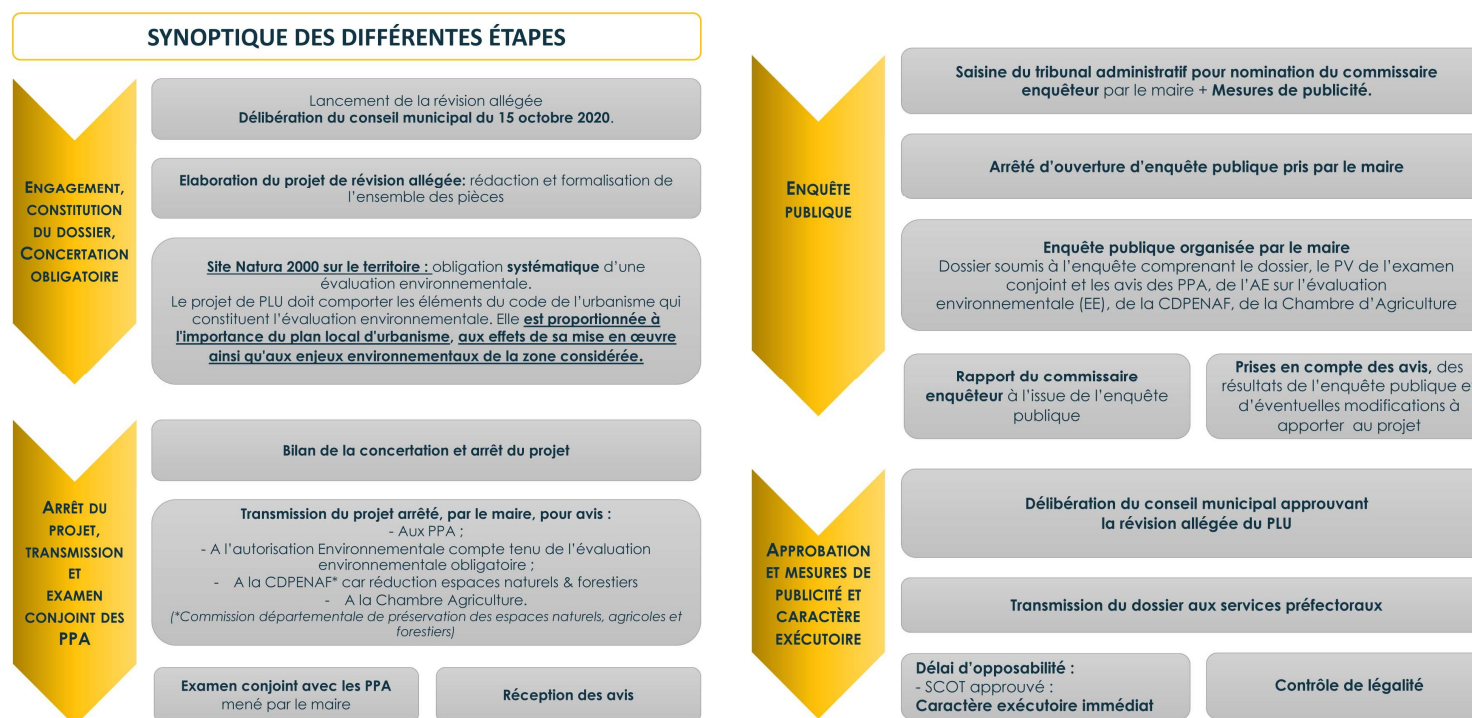 SYNOPTIQUE DES DIFFÉRENTES ÉTAPES
ENGAGEMENT,
CONSTITUTION
DU DOSSIER,
CONCERTATION
OBLIGATOIRE
Lancement de la révision allégée
Délibération du conseil municipal du 15 octobre 2020.
Elaboration du projet de révision allégée: rédaction et formalisation de
l'ensemble des pièces
Site Natura 2000 sur le territoire : obligation systématique d'une
évaluation environnementale.
Le projet de PLU doit comporter les éléments du code de l'urbanisme qui
constituent l'évaluation environnementale. Elle est proportionnée à
l'importance du plan local d'urbanisme, aux effets de sa mise en œuvre
ainsi qu'aux enjeux environnementaux de la zone considérée.
ARRÊT DU
PROJET,
TRANSMISSION
ET
EXAMEN
CONJOINT DES
PPA
Bilan de la concertation et arrêt du projet
Transmission du projet arrêté, par le maire, pour avis :
- Aux PPA ;
- A l'autorisation Environnementale compte tenu de l'évaluation
environnementale obligatoire ;
- A la CDPENAF* car réduction espaces naturels & forestiers
- A la Chambre Agriculture.
(*Commission départementale de préservation des espaces naturels, agricoles et
forestiers)
Examen conjoint avec les PPA
mené par le maire
Réception des avis
ENQUÊTE
PUBLIQUE
Saisine du tribunal administratif pour nomination du commissaire
enquêteur par le maire + Mesures de publicité.
Arrêté d'ouverture d'enquête publique pris par le maire
Enquête publique organisée par le maire
Dossier soumis à l'enquête comprenant le dossier, le PV de l'examen
conjoint et les avis des PPA, de l'AE sur l'évaluation
environnementale (EE), de la CDPENAF, de la Chambre d'Agriculture
Rapport du commissaire
enquêteur à l'issue de l'enquête
publique
Prises en compte des avis, des
résultats de l'enquête publique e
d'éventuelles modifications à
apporter au projet
APPROBATION
ET MESURES DE
PUBLICITÉ ET
CARACTÈRE
EXÉCUTOIRE
Délibération du conseil municipal approuvant
la révision allégée du PLU
Transmission du dossier aux services préfectoraux
Délai d'opposabilité :
- SCOT approuvé :
Caractère exécutoire immédiat
Contrôle de légalité